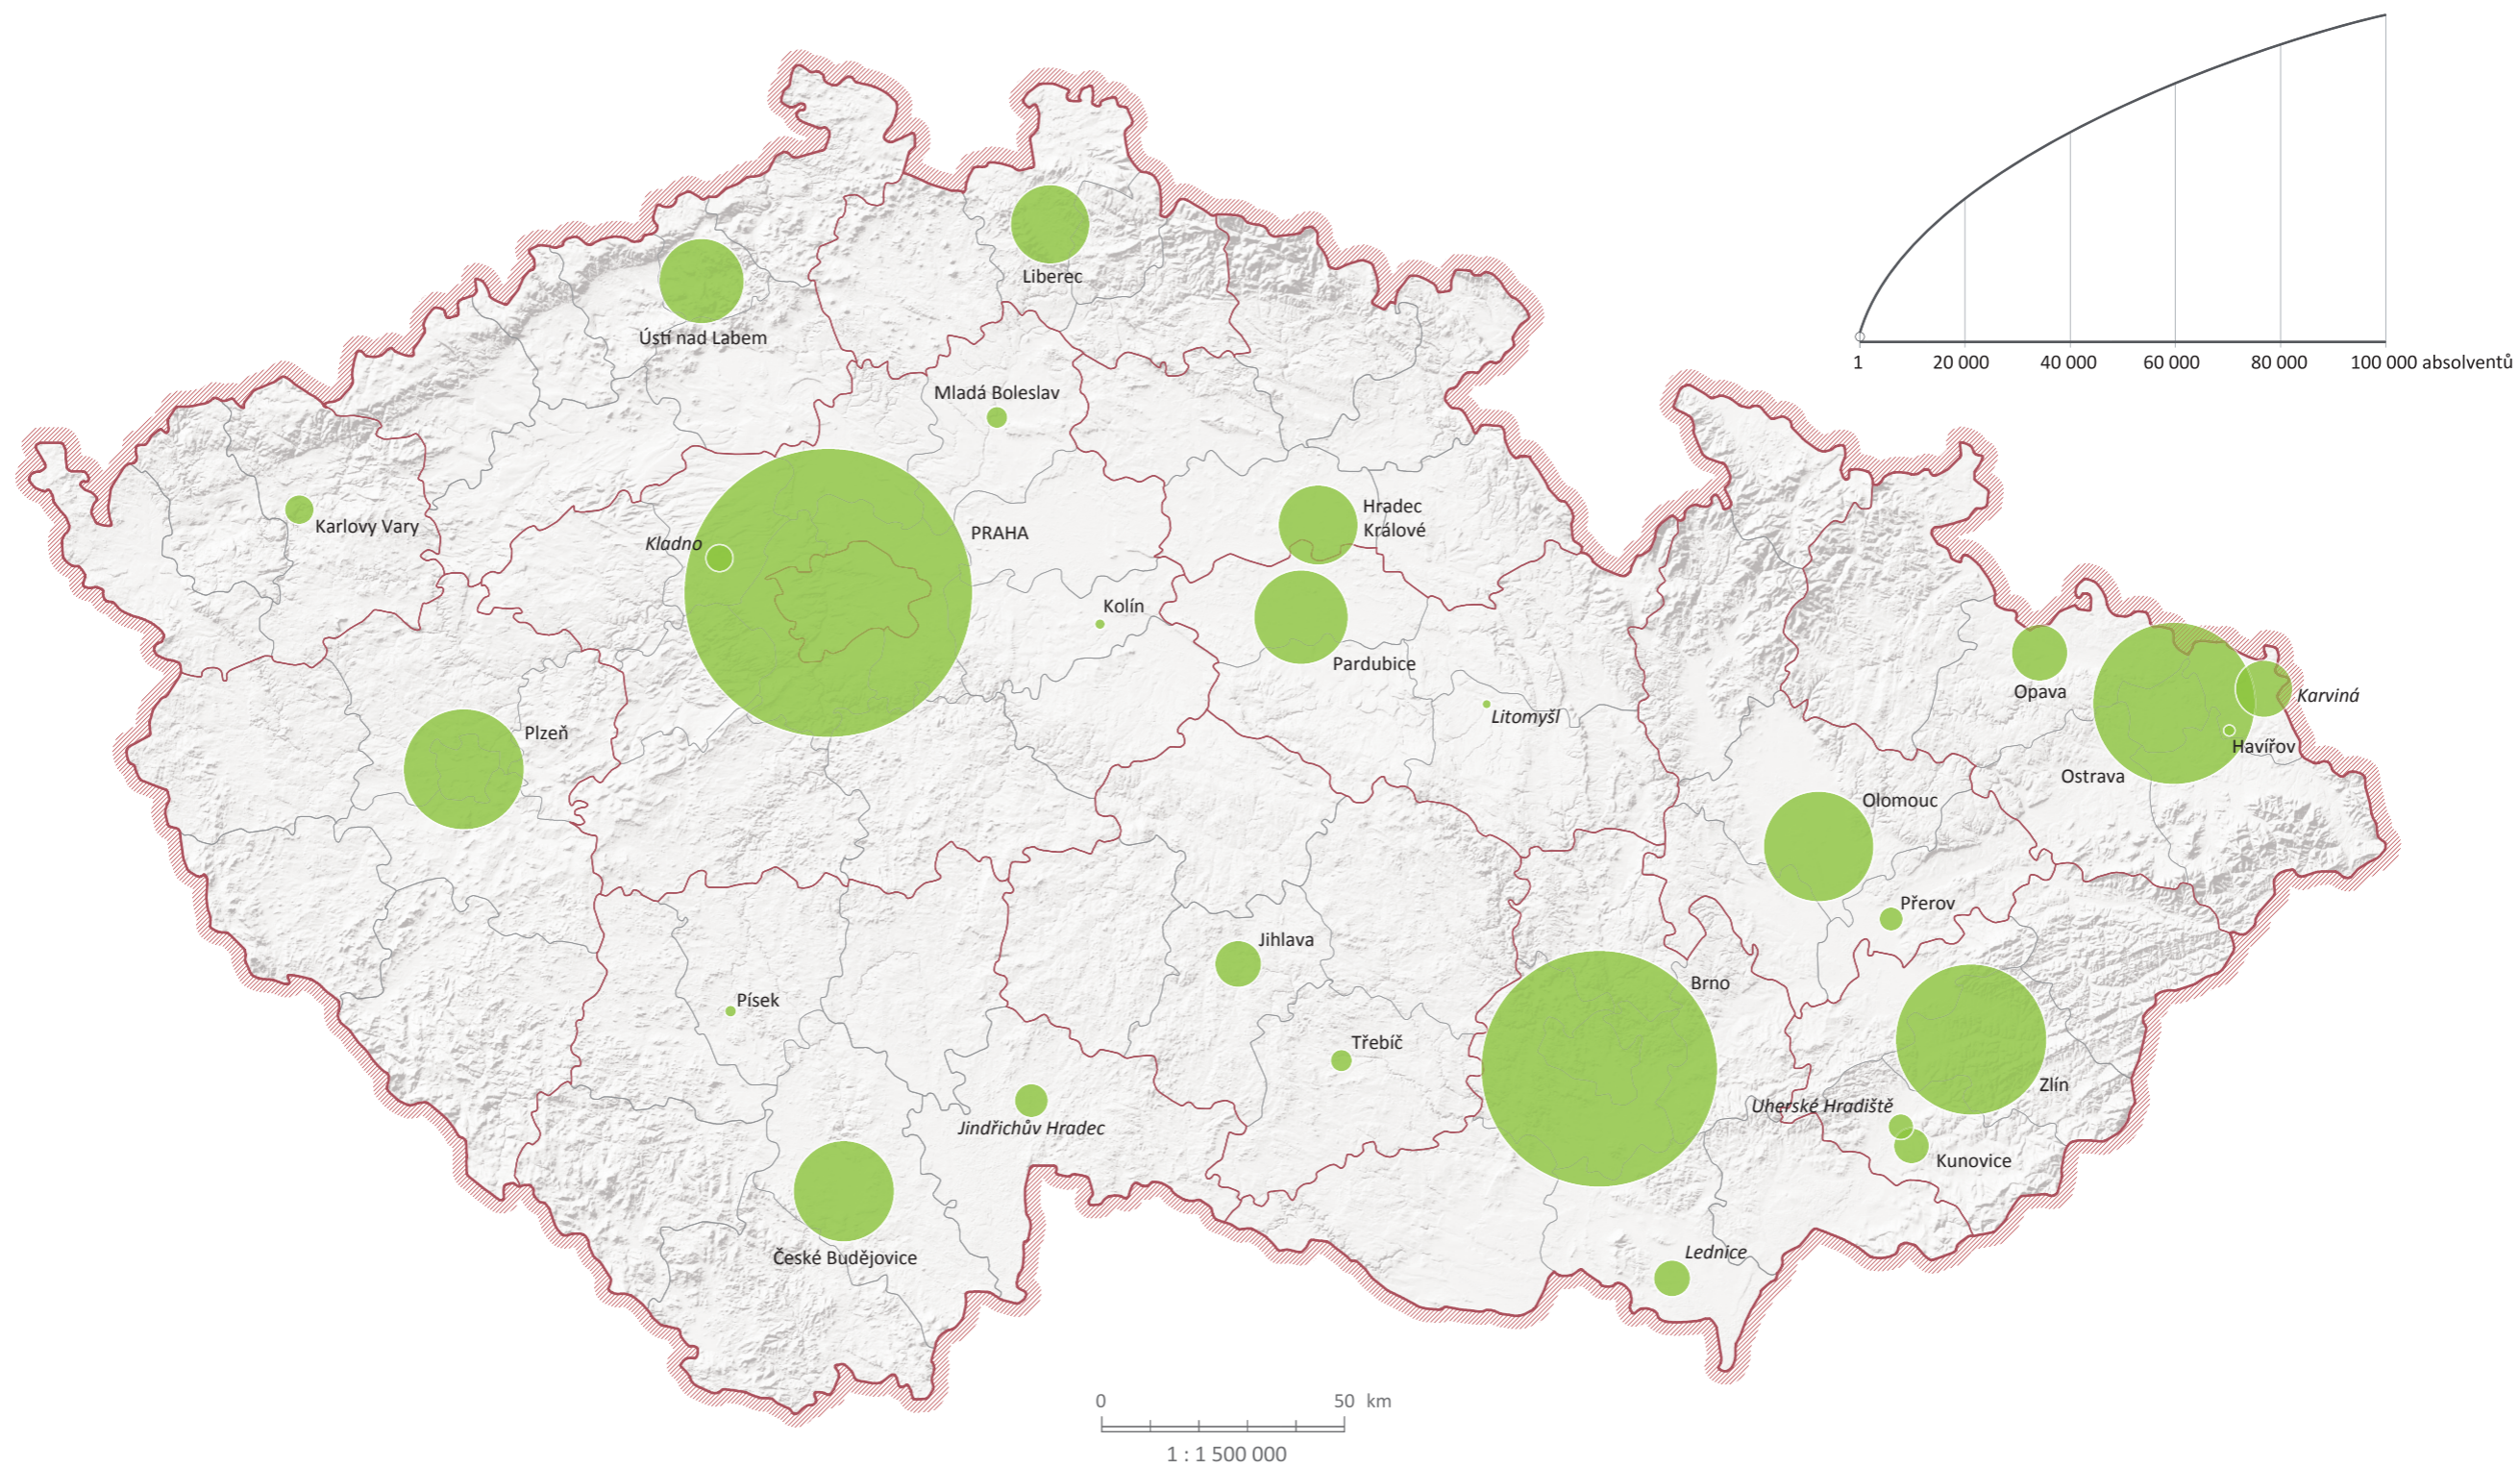 1
20 000
40 000
60 000
80 000
100 000 absolventů
Liberec
Ústí nad Labem
Mladá Boleslav
Karlovy Vary
Hradec
Králové
PRAHA
Kladno
Kolín
Pardubice
Opava
Karviná
Litomyšl
Plzeň
Havířov
Ostrava
Olomouc
Přerov
Jihlava
Brno
Písek
Třebíč
Zlín
Uherské Hradiště
Jindřichův Hradec
Kunovice
České Budějovice
Lednice
0
50 km
1 : 1 500 000